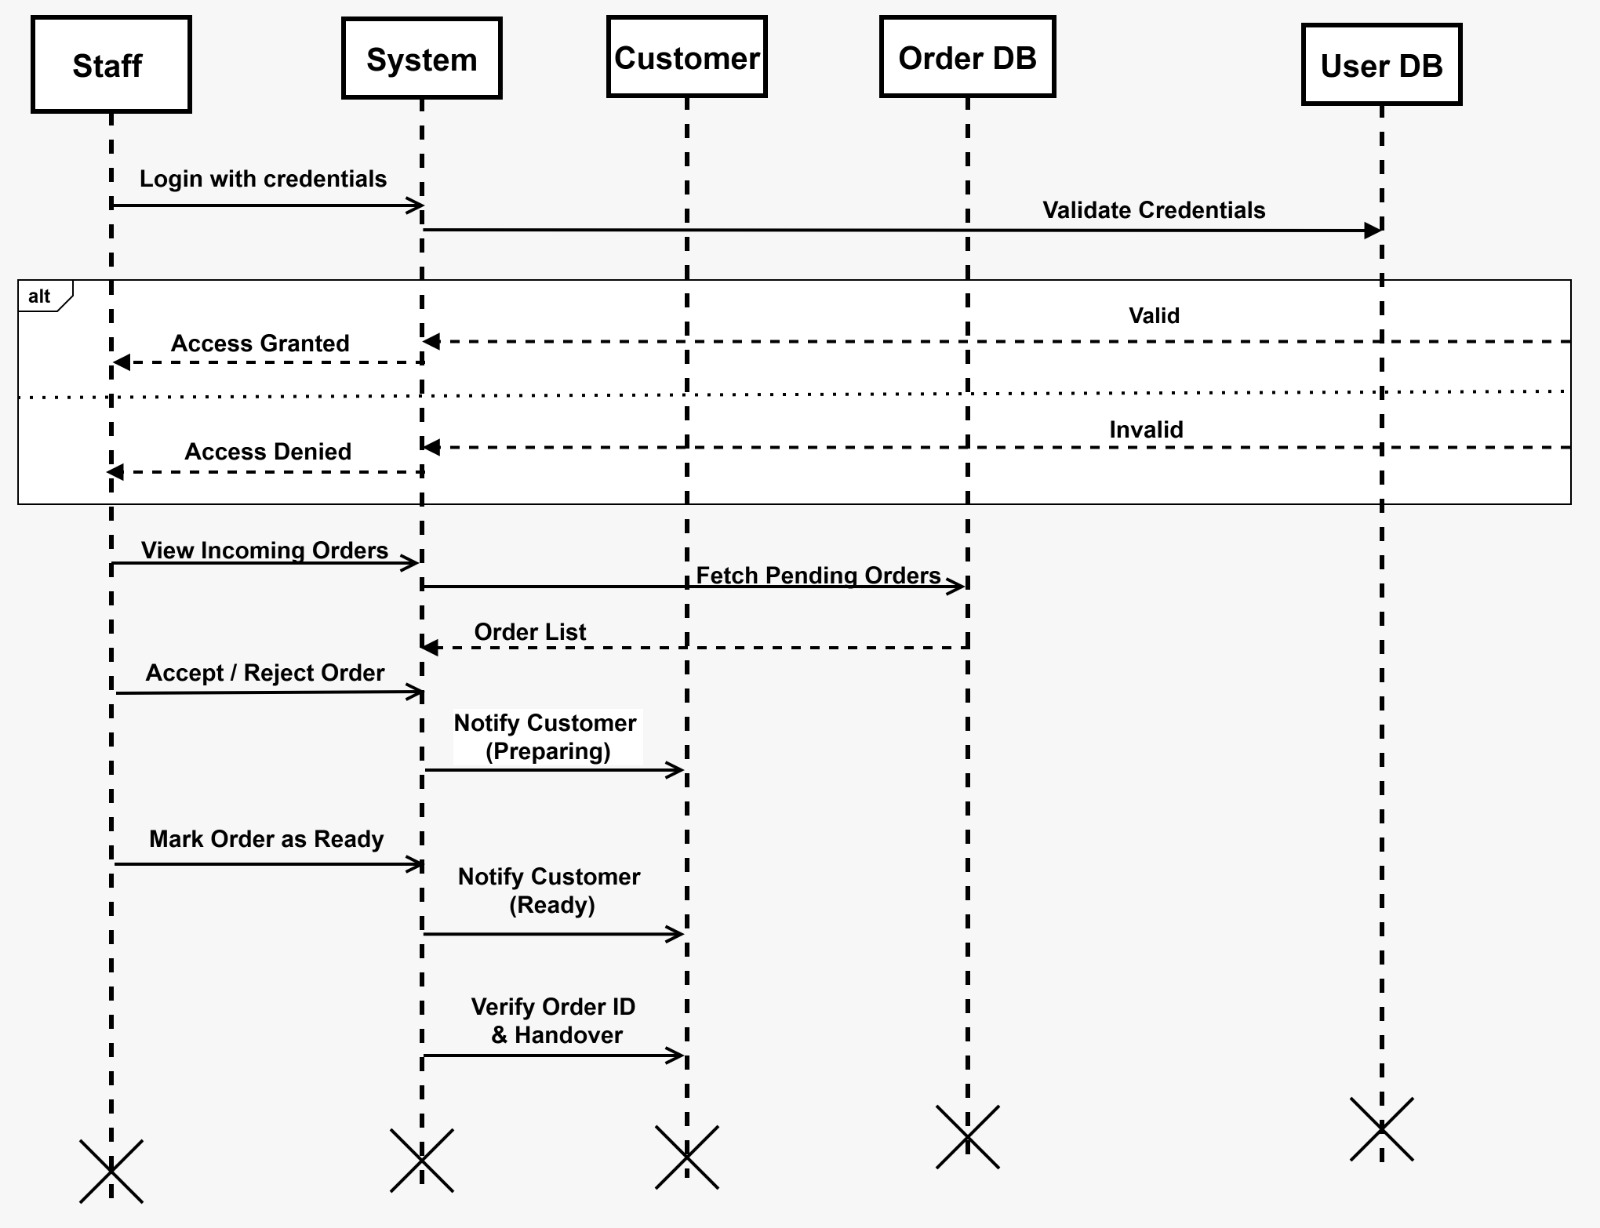 Staff
System
Customer
Order DB
User DB
Login with credentials
Validate Credentials
alt
Valid
Access Granted
Invalid
Access Denied
View Incoming Orders
Fetch Pending Orders
Order List
Accept / Reject Order
Notify Customer
(Preparing)
Mark Order as Ready
Notify Customer
(Ready)
Verify Order ID
& Handover